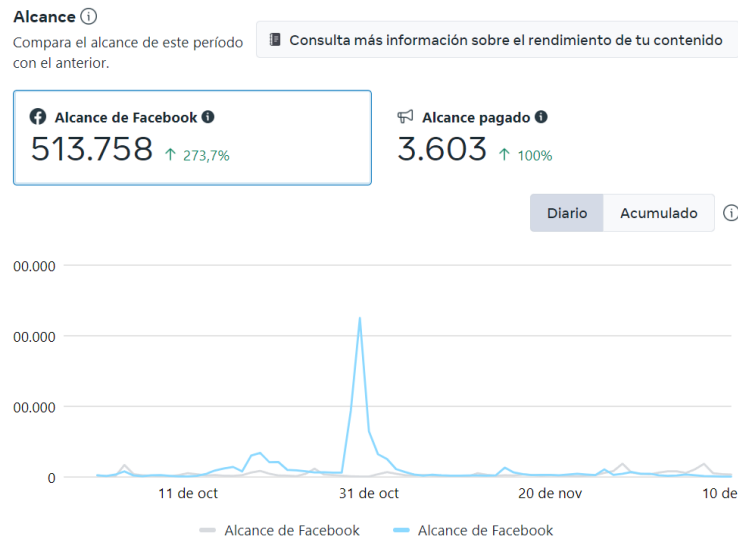 Alcance
Compara el alcance de este período
con el anterior.
Consulta más información sobre el rendimiento de tu contenido
Alcance de Facebook
513.758 ↑ 273,7%
Alcance pagado
3.603 ↑ 100%
Diario Acumulado
00.000
00.000
00.000
0
11 de oct 31 de oct 20 de nov 10 de
Alcance de Facebook Alcance de Facebook